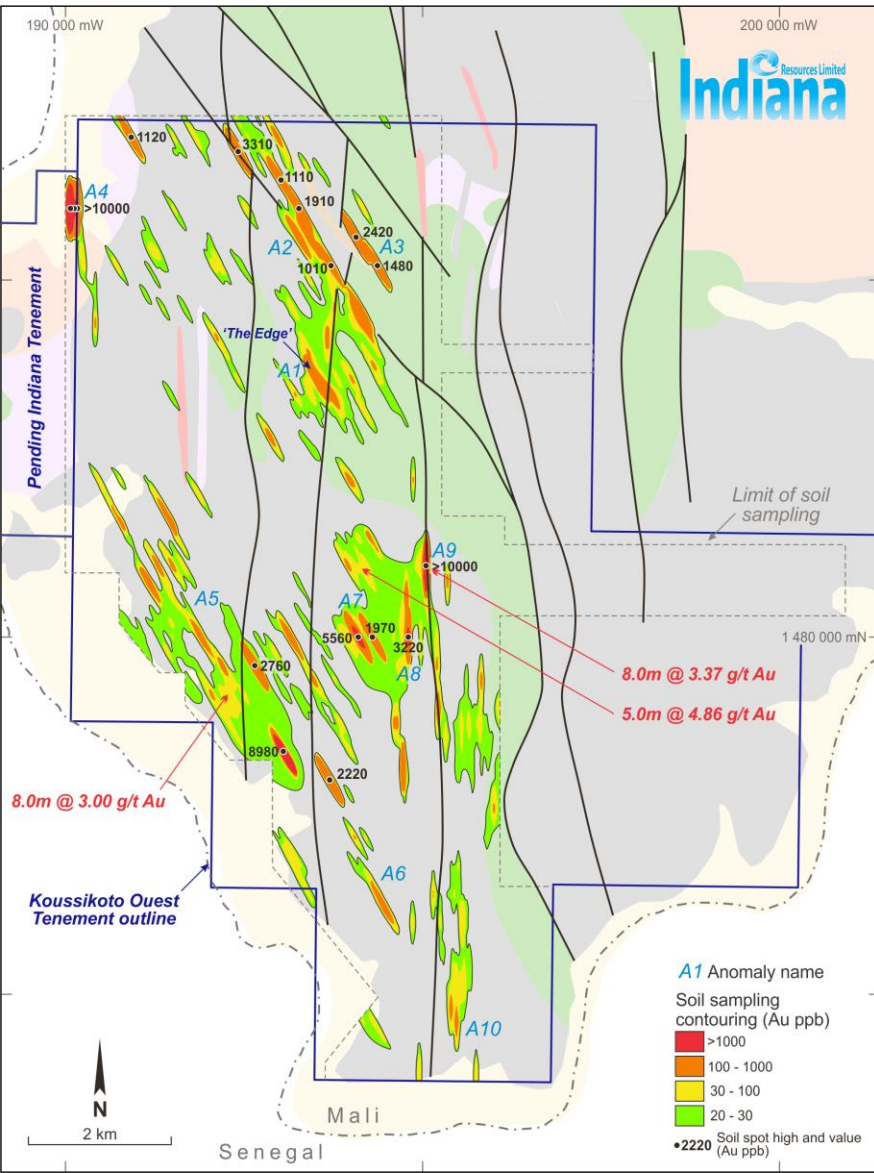 190 000 mW
200 000 mW
Indiana
Resources Limited
1120
3310
1110
A4
>10000
1910
A2
2420
A3
1010
1480
Pending Indiana Tenement
'The Edge'
A1
Limit of soil
sampling
A9
>10000
A5
A7
5560
1970
3220
1 480 000 mN
2760
A8
8.0m @ 3.37 g/t Au
5.0m @ 4.86 g/t Au
8980
2220
8.0m @ 3.00 g/t Au
A6
Koussikoto Ouest
Tenement outline
A10
A1 Anomaly name
Soil sampling
contouring (Au ppb)
>1000
100 - 1000
30 - 100
20 - 30
2220 Soil spot high and value
(Au ppb)
N
2 km
Mali
Senegal